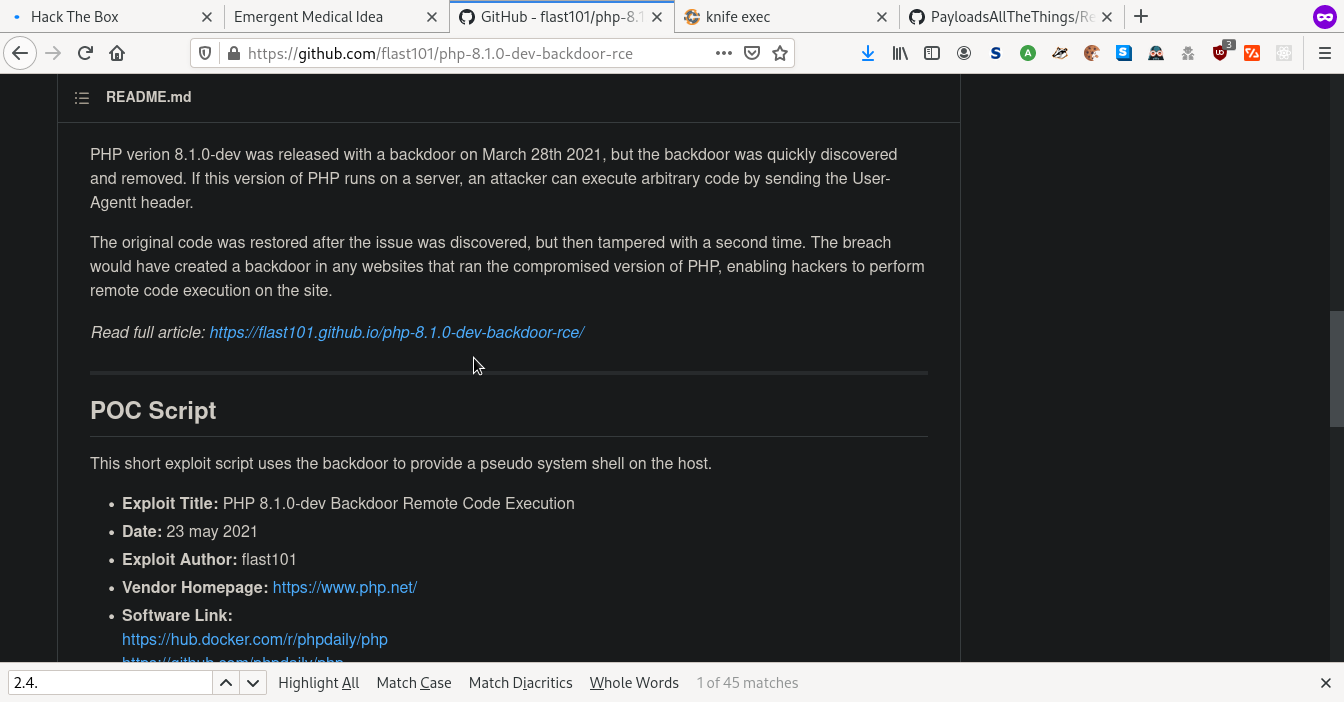 Hack The Box
Emergent Medical Idea
GitHub - flast101/php-8.1
knife exec
PayloadsAllTheThings/Re
https://github.com/flast101/php-8.1.0-dev-backdoor-rce
3
README.md
PHP verion 8.1.0-dev was released with a backdoor on March 28th 2021, but the backdoor was quickly discovered
and removed. If this version of PHP runs on a server, an attacker can execute arbitrary code by sending the User-
Agentt header.
The original code was restored after the issue was discovered, but then tampered with a second time. The breach
would have created a backdoor in any websites that ran the compromised version of PHP, enabling hackers to perform
remote code execution on the site.
Read full article: https://flast101.github.io/php-8.1.0-dev-backdoor-rce/
POC Script
This short exploit script uses the backdoor to provide a pseudo system shell on the host.
• Exploit Title: PHP 8.1.0-dev Backdoor Remote Code Execution
• Date: 23 may 2021
• Exploit Author: flast101
• Vendor Homepage: https://www.php.net/
• Software Link:
https://hub.docker.com/r/phpdaily/php
https://github.com/phpdaily/php
2.4.
Highlight All
Match Case
Match Diacritics
Whole Words
1 of 45 matches